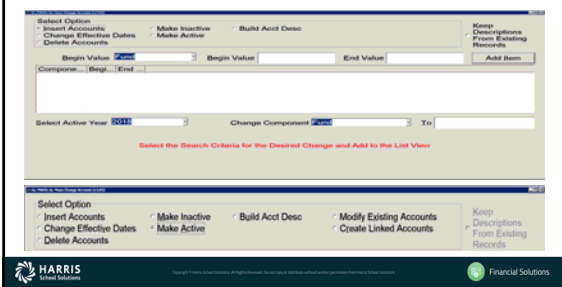 Select Option
Insert Accounts Make Inactive Build Acct Desc Keep
Change Effective Dates Make Active Descriptions
Delete Accounts From Existing
Records
Begin Value Fund Begin Value End Value Add Item
Compone... Begi... End ...
Select Active Year 2018 Change Component Fund To
Select the Search Criteria for the Desired Change and Add to the List View
Select Option
Insert Accounts Make Inactive Build Acct Desc Modify Existing Accounts Keep
Change Effective Dates Make Active Create Linked Accounts Descriptions
Delete Accounts From Existing
Records
HARRIS
School Solutions
Financial Solutions